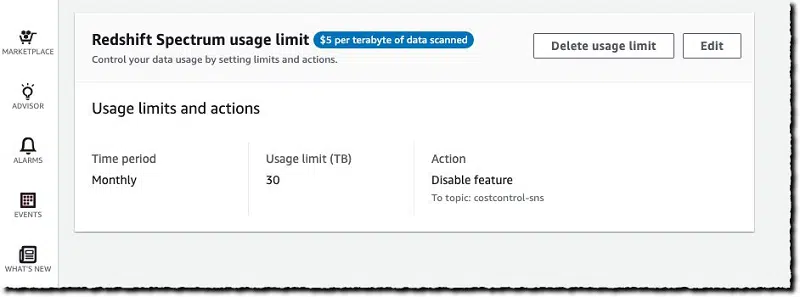 MARKETPLACE
ADVISOR
ALARMS
EVENTS
WHAT'S NEW
Redshift Spectrum usage limit $5 per terabyte of data scanned
Control your data usage by setting limits and actions.
Delete usage limit
Edit
Usage limits and actions
Time period
Monthly
Usage limit (TB)
30
Action
Disable feature
To topic: costcontrol-sns